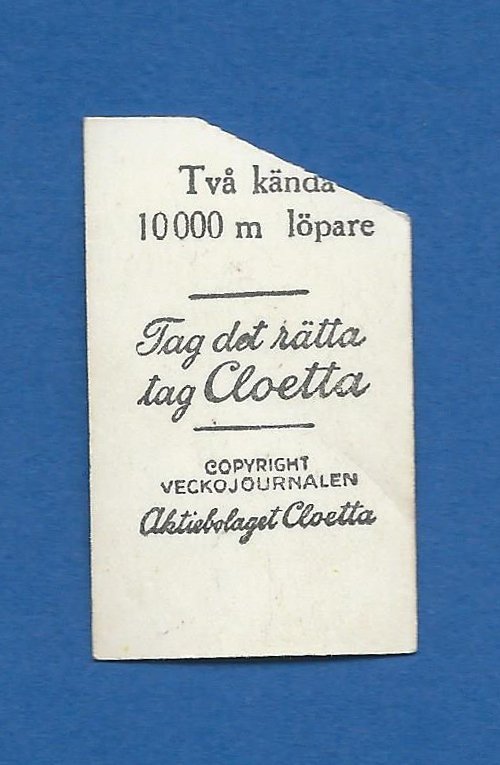 Två kända
10000 m löpare
Tag det rätta
tag Cloetta
COPYRIGHT
VECKOJOURNALEN
Aktiebolaget Cloetta